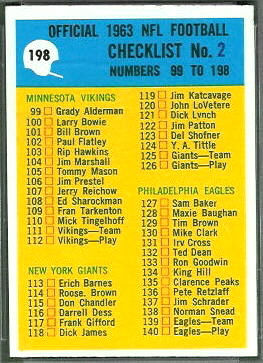 OFFICIAL 1963 NFL FOOTBALL
CHECKLIST No. 2
NUMBERS 99 TO 198
198
MINNESOTA VIKINGS
99 Grady Alderman
100 Larry Bowie
101 Bill Brown
102 Paul Flatley
103 Rip Hawkins
104 Jim Marshall
105 Tommy Mason
106 Jim Prestel
107 Jerry Reichow
108 Ed Sharockman
109 Fran Tarkenton
110 Mick Tingelhoff
111 Vikings—Team
112 Vikings—Play
NEW YORK GIANTS
113 Erich Barnes
114 Roose. Brown
115 Don Chandler
116 Darrell Dess
117 Frank Gifford
118 Dick James
119 Jim Katcavage
120 John LoVetere
121 Dick Lynch
122 Jim Patton
123 Del Shofner
124 Y. A. Tittle
125 Giants—Team
126 Giants—Play
PHILADELPHIA EAGLES
127 Sam Baker
128 Maxie Baughan
129 Tim Brown
130 Mike Clark
131 Irv Cross
132 Ted Dean
133 Ron Goodwin
134 King Hill
135 Clarence Peaks
136 Pete Retzlaff
137 Jim Schrader
138 Norman Snead
139 Eagles—Team
140 Eagles—Play